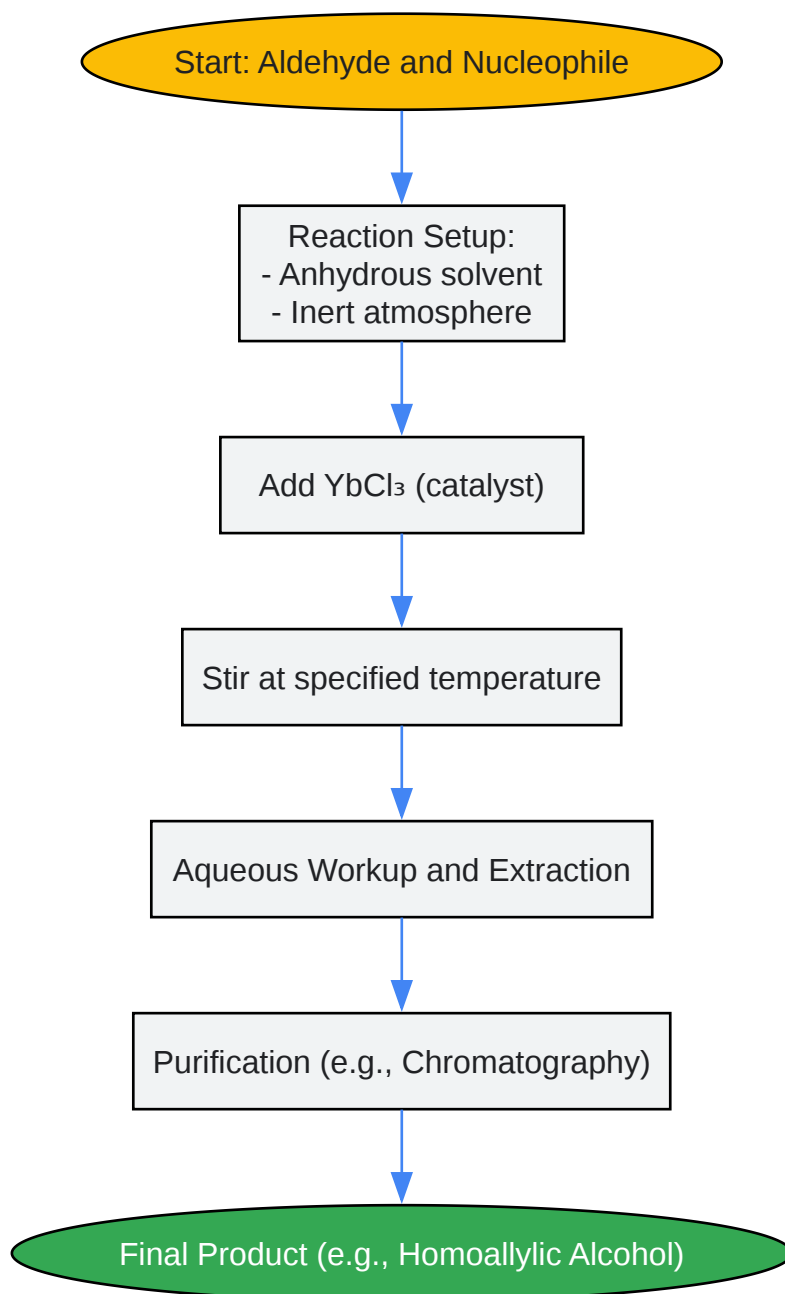 Start: Aldehyde and Nucleophile
Reaction Setup:
- Anhydrous solvent
- Inert atmosphere
Add YbCl₃ (catalyst)
Stir at specified temperature
Aqueous Workup and Extraction
Purification (e.g., Chromatography)
Final Product (e.g., Homoallylic Alcohol)